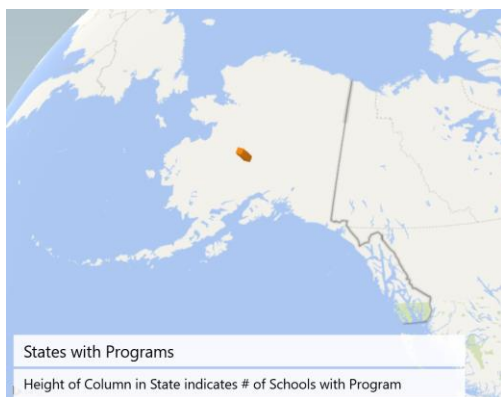 States with Programs
Height of Column in State indicates # of Schools with Program